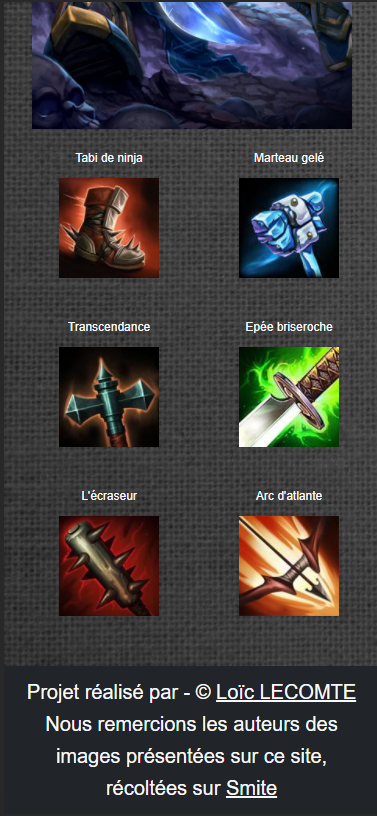 Tabi de ninja
Marteau gelé
Transcendance
Epée briseroche
L'écraseur
Arc d'atlante
Projet réalisé par - © Loïc LECOMTE
Nous remercions les auteurs des
images présentées sur ce site,
récoltées sur Smite